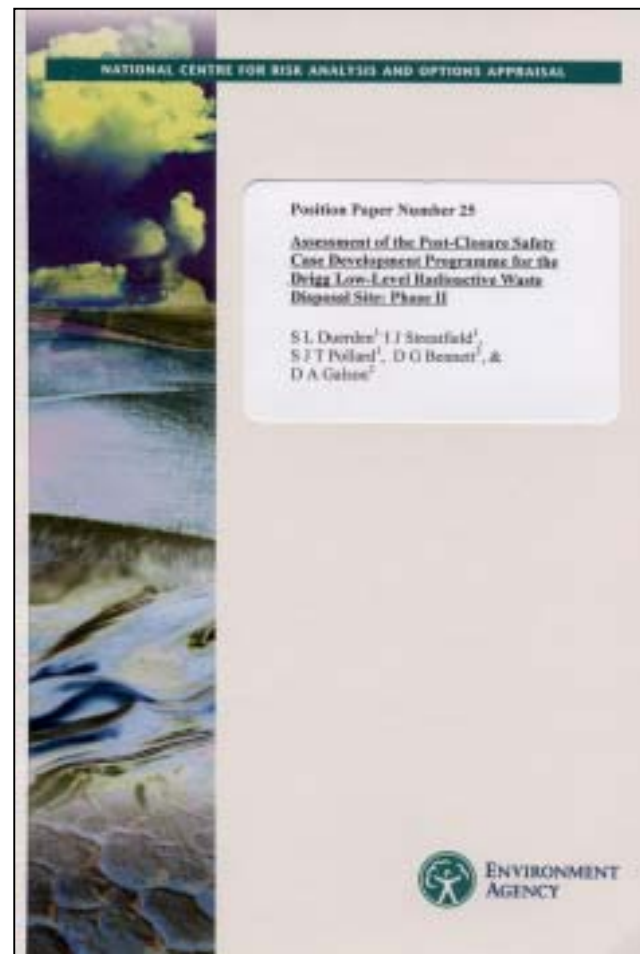 NATIONAL CENTRE FOR RISK ANALYSIS AND OPTIONS APPRAISAL
Position Paper Number 25
Assessment of the Post-Closure Safety
Case Development Programme for the
Drigg Low-Level Radioactive Waste
Disposal Site: Phase II
S L Duerden¹ I J Streatfield¹,
S J T Pollard¹, D G Bennett², &
D A Galson²
ENVIRONMENT
AGENCY